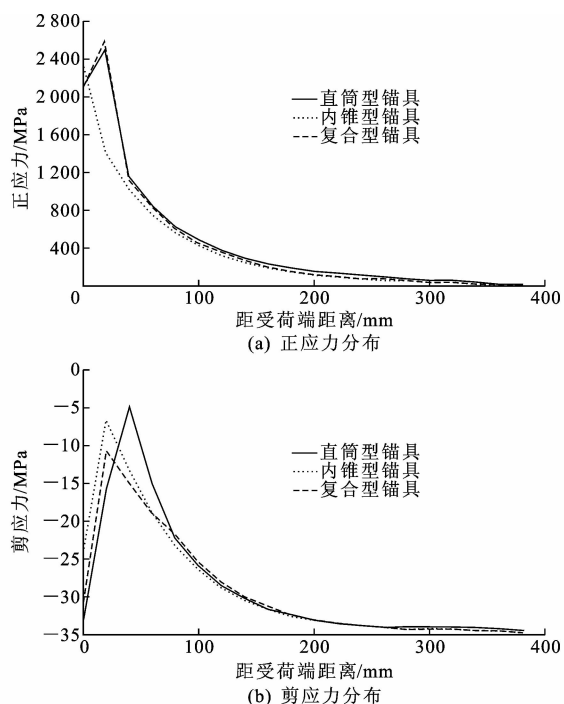 2 800
2 400
2 000
1 600
1 200
800
400
正应力/MPa
直筒型锚具
内锥型锚具
复合型锚具
0
100
200
300
400
距受荷端距离/mm
(a) 正应力分布
0
-5
-10
-15
-20
-25
-30
-35
剪应力/MPa
直筒型锚具
内锥型锚具
复合型锚具
0
100
200
300
400
距受荷端距离/mm
(b) 剪应力分布